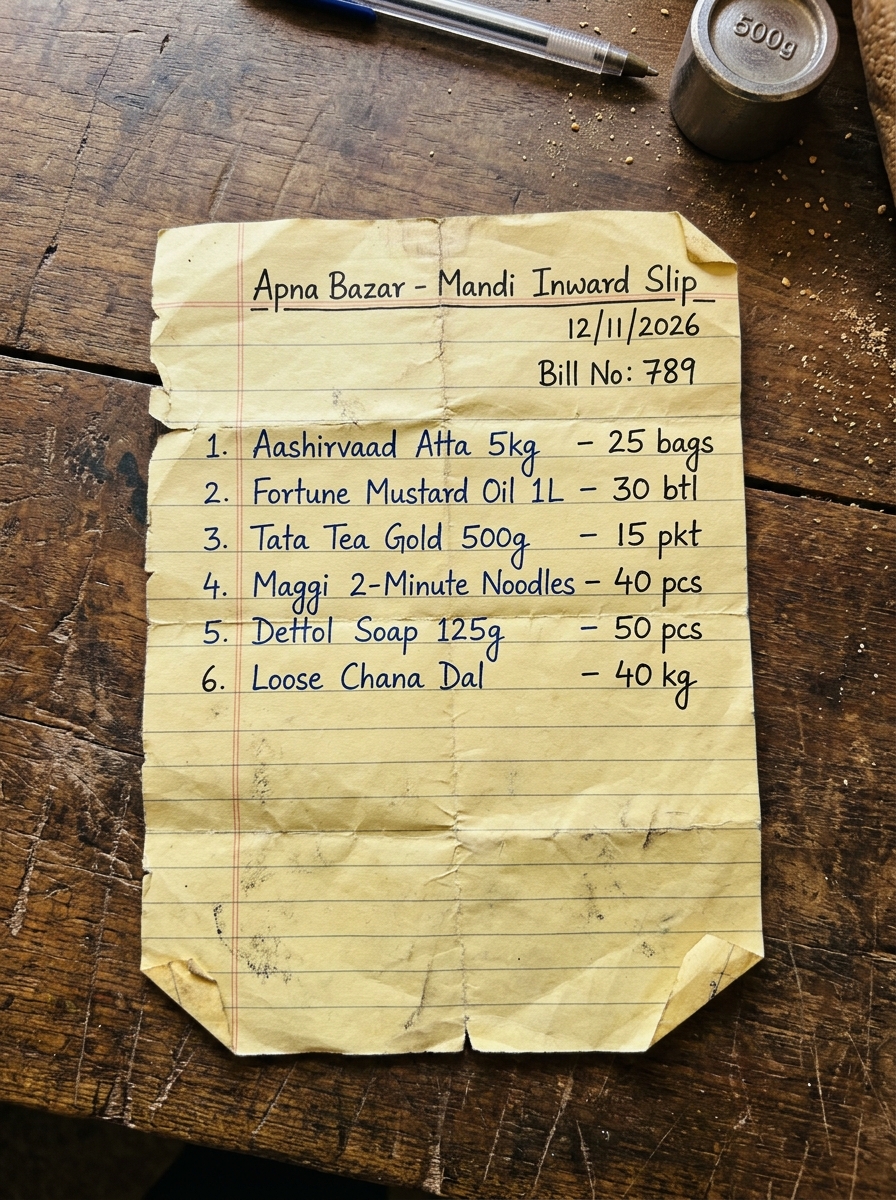 500g
Apna Bazar - Mandi Inward Slip
12/11/2026
Bill No: 789
1. Aashirvaad Atta 5kg - 25 bags
2. Fortune Mustard Oil 1L - 30 btl
3. Tata Tea Gold 500g - 15 pkt
4. Maggi 2-Minute Noodles - 40 pcs
5. Dettol Soap 125g - 50 pcs
6. Loose Chana Dal - 40 kg